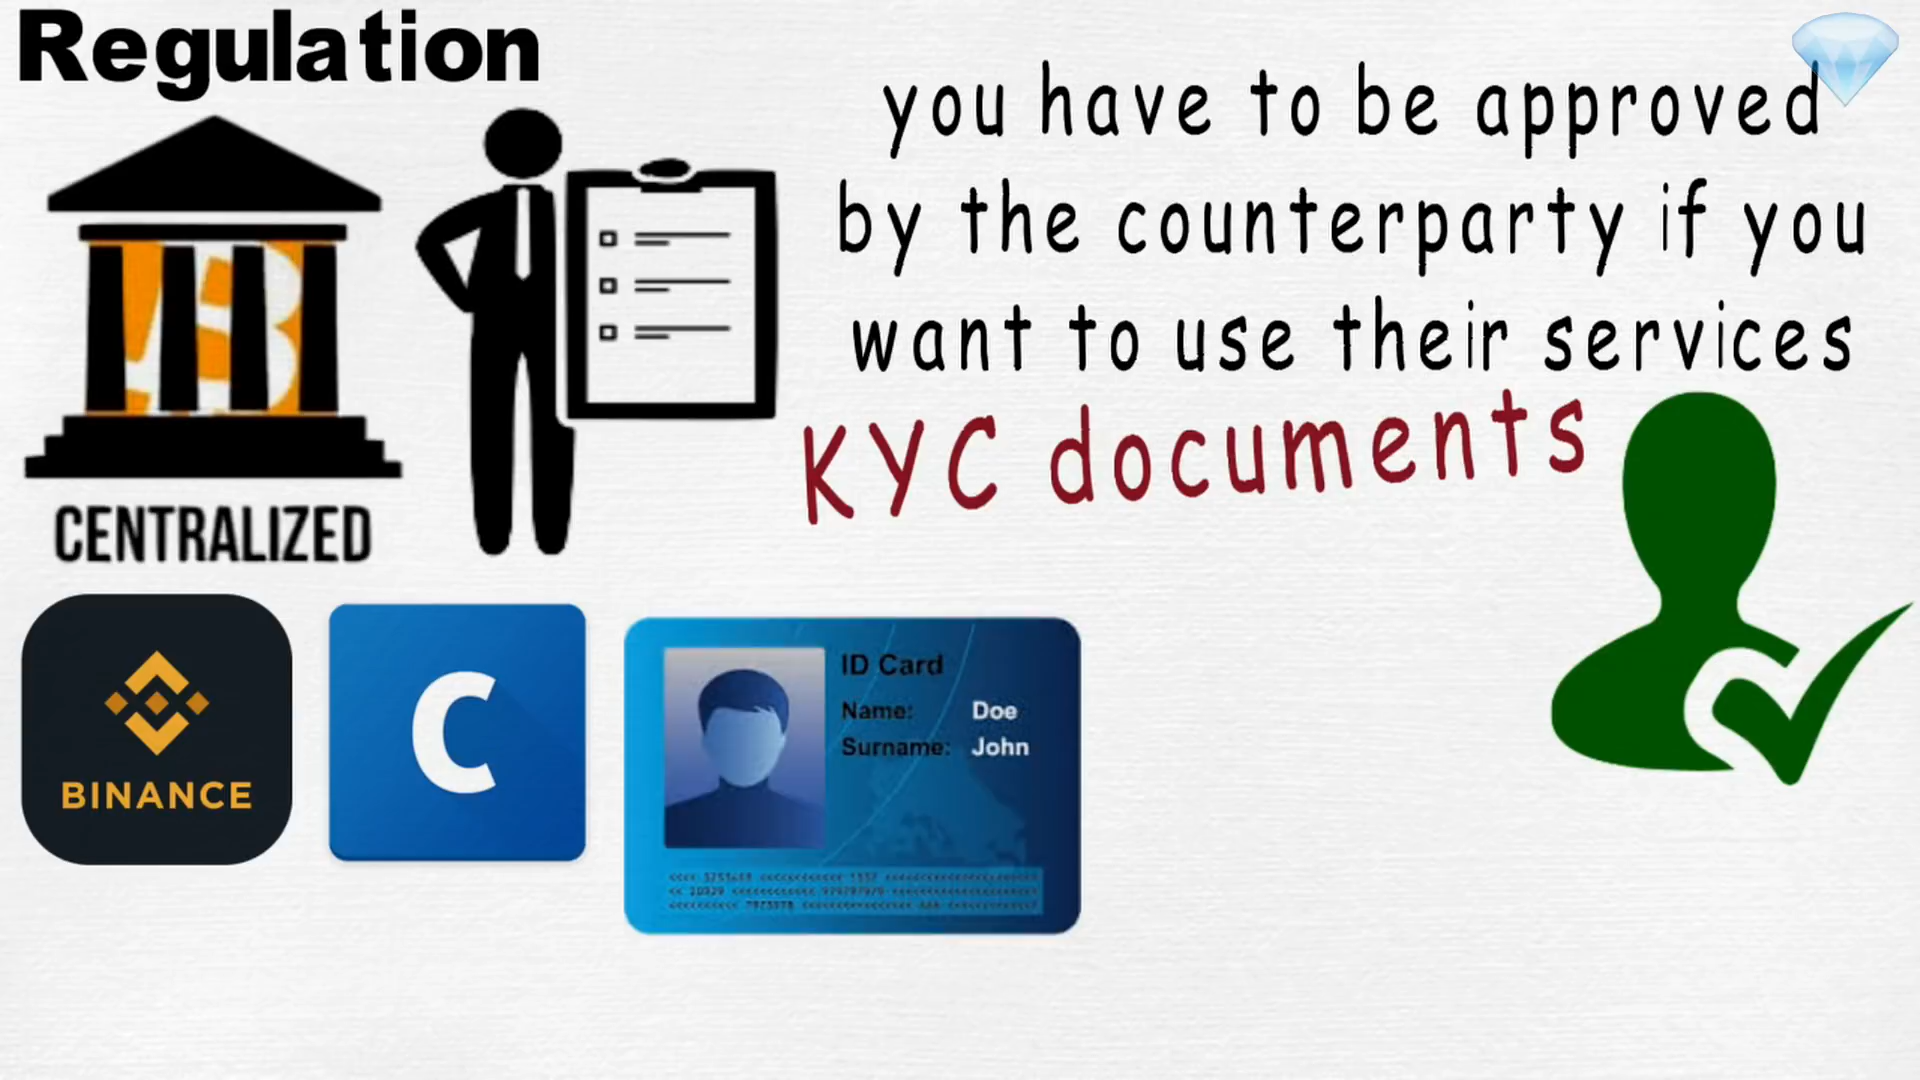 Regulation
you have to be approved
by the counterparty if you
want to use their services
KYC documents
CENTRALIZED
BINANCE
C
ID Card
Name: Doe
Surname: John